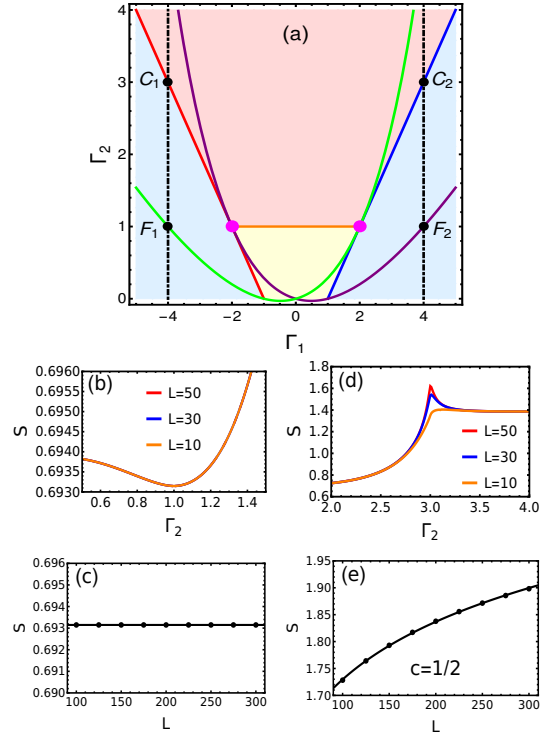 (a)
4
3
2
1
0
Γ₂
C₁
C₂
F₁
F₂
−4 −2 0 2 4
Γ₁
(b)
0.6960
0.6955
0.6950
0.6945
0.6940
0.6935
0.6930
S
L=50
L=30
L=10
0.6 0.8 1.0 1.2 1.4
Γ₂
(d)
1.8
1.6
1.4
1.2
1.0
0.8
0.6
S
L=50
L=30
L=10
2.0 2.5 3.0 3.5 4.0
Γ₂
(c)
0.696
0.695
0.694
0.693
0.692
0.691
0.690
S
100 150 200 250 300
L
(e)
1.95
1.90
1.85
1.80
1.75
1.70
S
c=1/2
100 150 200 250 300
L